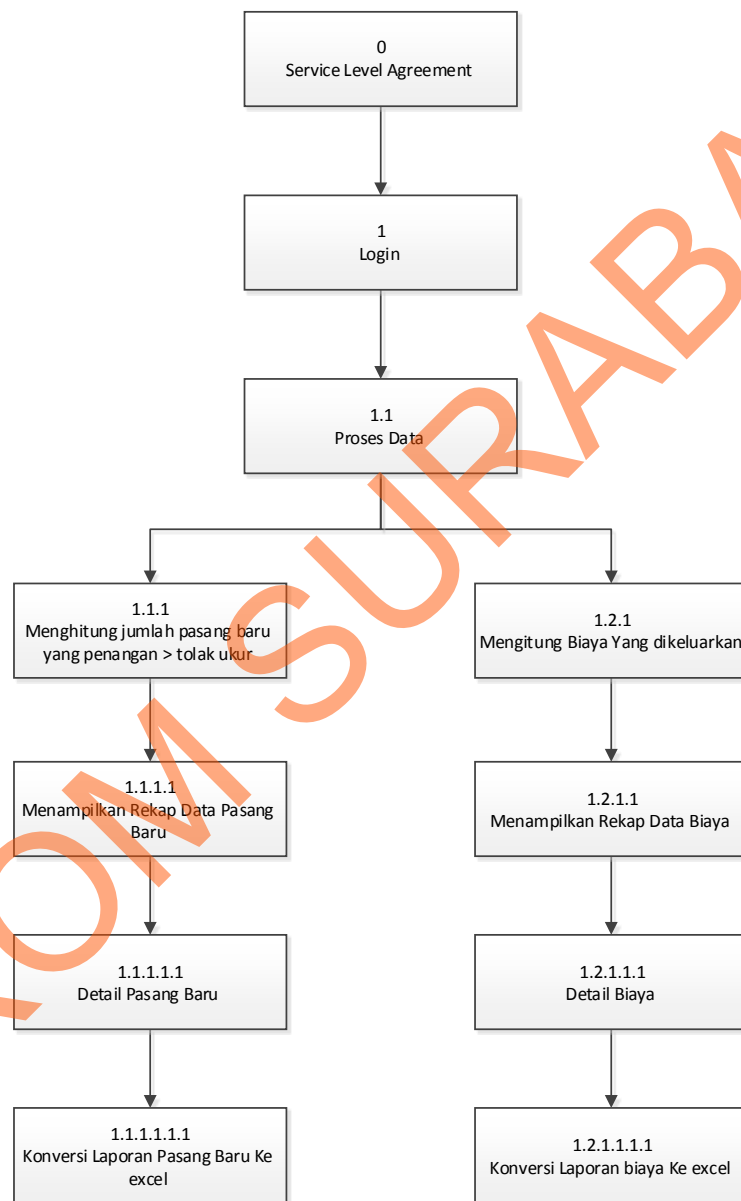 0
Service Level Agreement
1
Login
1.1
Proses Data
1.1.1
Menghitung jumlah pasang baru
yang penangan > tolak ukur
1.2.1
Mengitung Biaya Yang dikeluarkan
1.1.1.1
Menampilkan Rekap Data Pasang
Baru
1.2.1.1
Menampilkan Rekap Data Biaya
1.1.1.1.1
Detail Pasang Baru
1.2.1.1.1
Detail Biaya
1.1.1.1.1.1
Konversi Laporan Pasang Baru Ke
excel
1.2.1.1.1.1
Konversi Laporan biaya Ke excel
OM SURABA